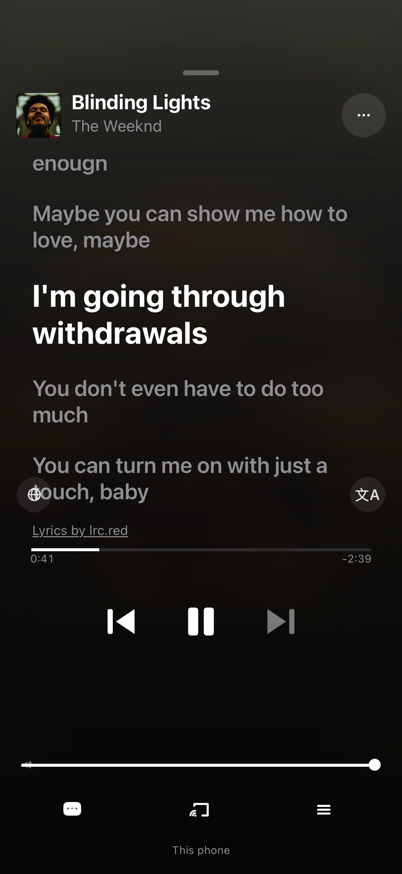 Blinding Lights
The Weeknd
enough
Maybe you can show me how to
love, maybe
I'm going through
withdrawals
You don't even have to do too
much
You can turn me on with just a
touch, baby
文A
Lyrics by lrc.red
0:41
-2:39
This phone